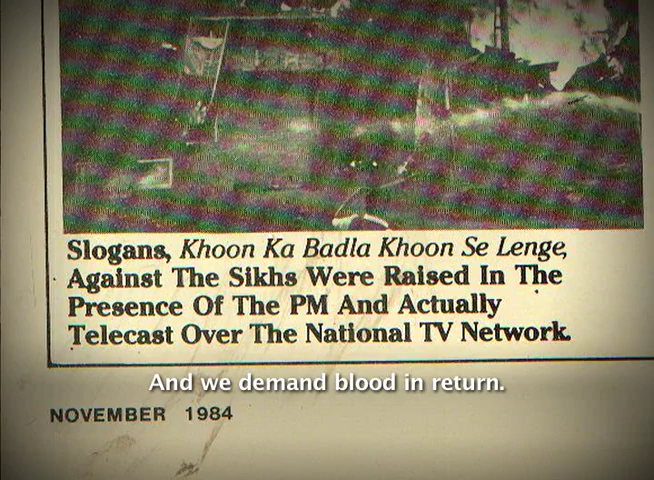 Slogans, Khoon Ka Badla Khoon Se Lenge,
Against The Sikhs Were Raised In The
Presence Of The PM And Actually
Telecast Over The National TV Network.
And we demand blood in return.
NOVEMBER 1984